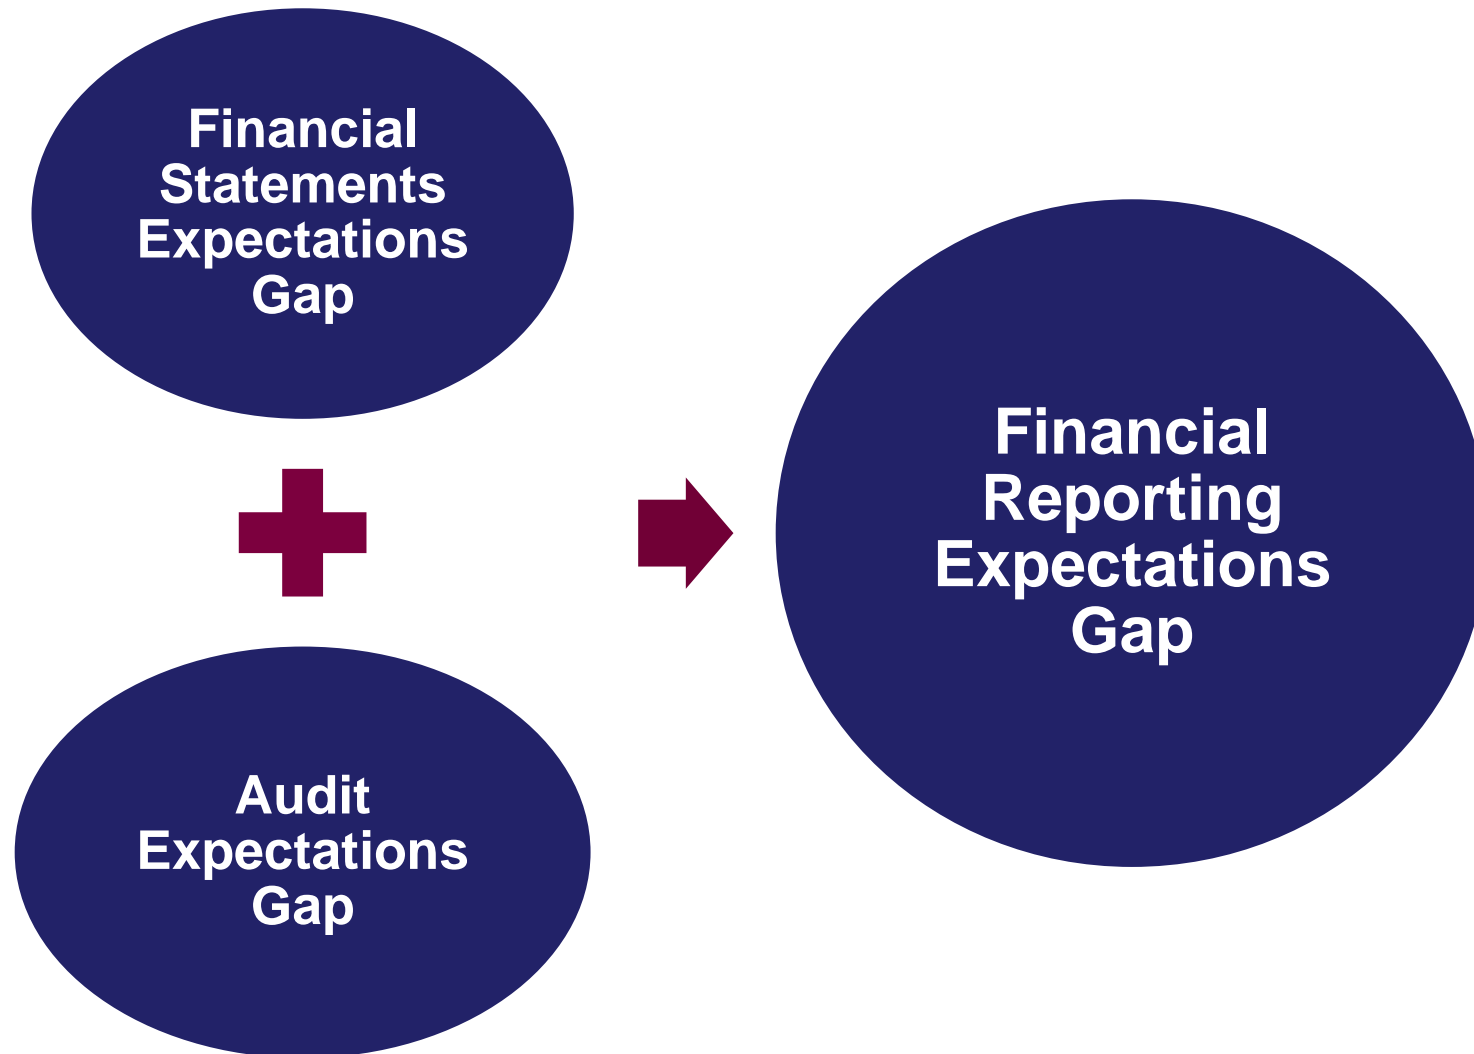 Financial
Statements
Expectations
Gap
Audit
Expectations
Gap
Financial
Reporting
Expectations
Gap